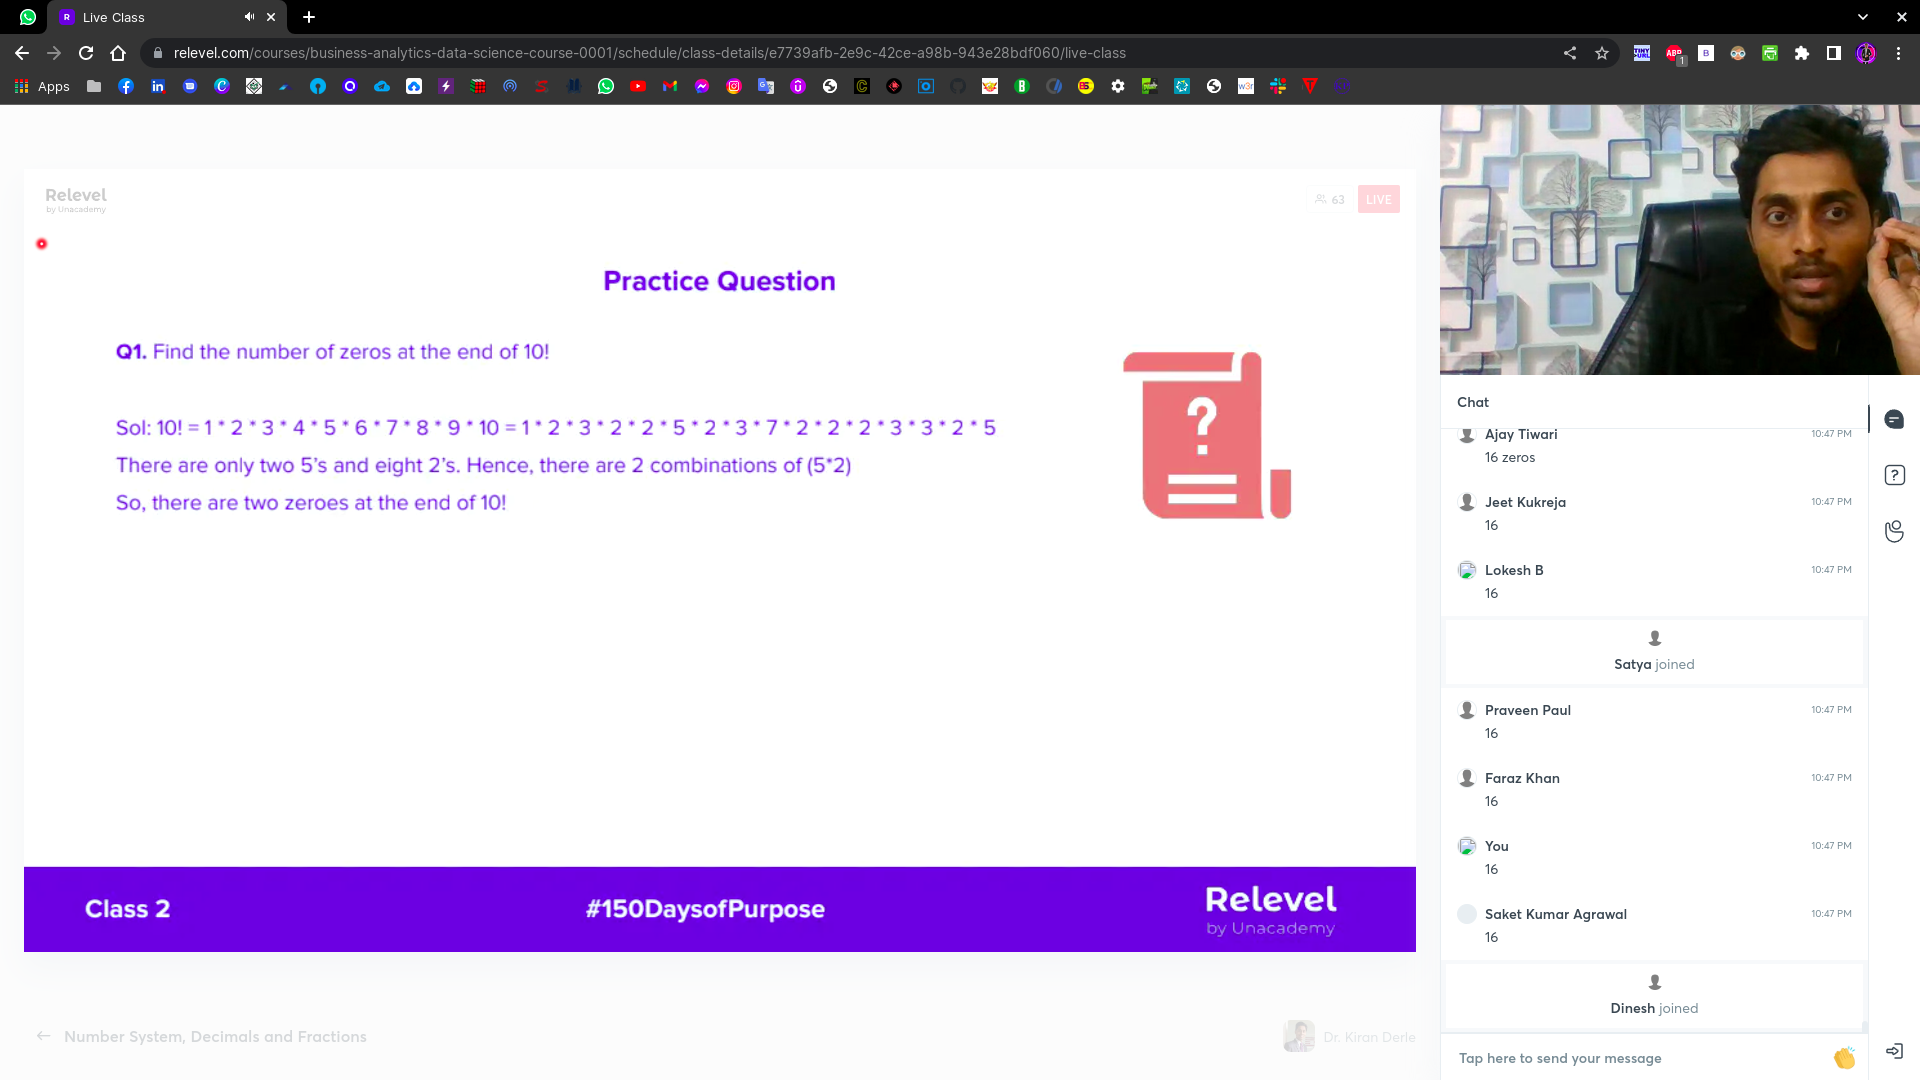 Live Class
relevel.com/courses/business-analytics-data-science-course-0001/schedule/class-details/e7739afb-2e9c-42ce-a98b-943e28bdf060/live-class
1
Apps
Relevel
by Unacademy
63
LIVE
Practice Question
Q1. Find the number of zeros at the end of 10!
Sol: 10! = 1 * 2 * 3 * 4 * 5 * 6 * 7 * 8 * 9 * 10 = 1 * 2 * 3 * 2 * 2 * 5 * 2 * 3 * 7 * 2 * 2 * 2 * 3 * 3 * 2 * 5
There are only two 5's and eight 2's. Hence, there are 2 combinations of (5*2)
So, there are two zeroes at the end of 10!
?
Class 2
#150DaysofPurpose
Relevel
by Unacademy
Number System, Decimals and Fractions
Dr. Kiran Derle
Chat
Ajay Tiwari 10:47 PM
16 zeros
Jeet Kukreja 10:47 PM
16
Lokesh B 10:47 PM
16
Satya joined
Praveen Paul 10:47 PM
16
Faraz Khan 10:47 PM
16
You 10:47 PM
16
Saket Kumar Agrawal 10:47 PM
16
Dinesh joined
Tap here to send your message